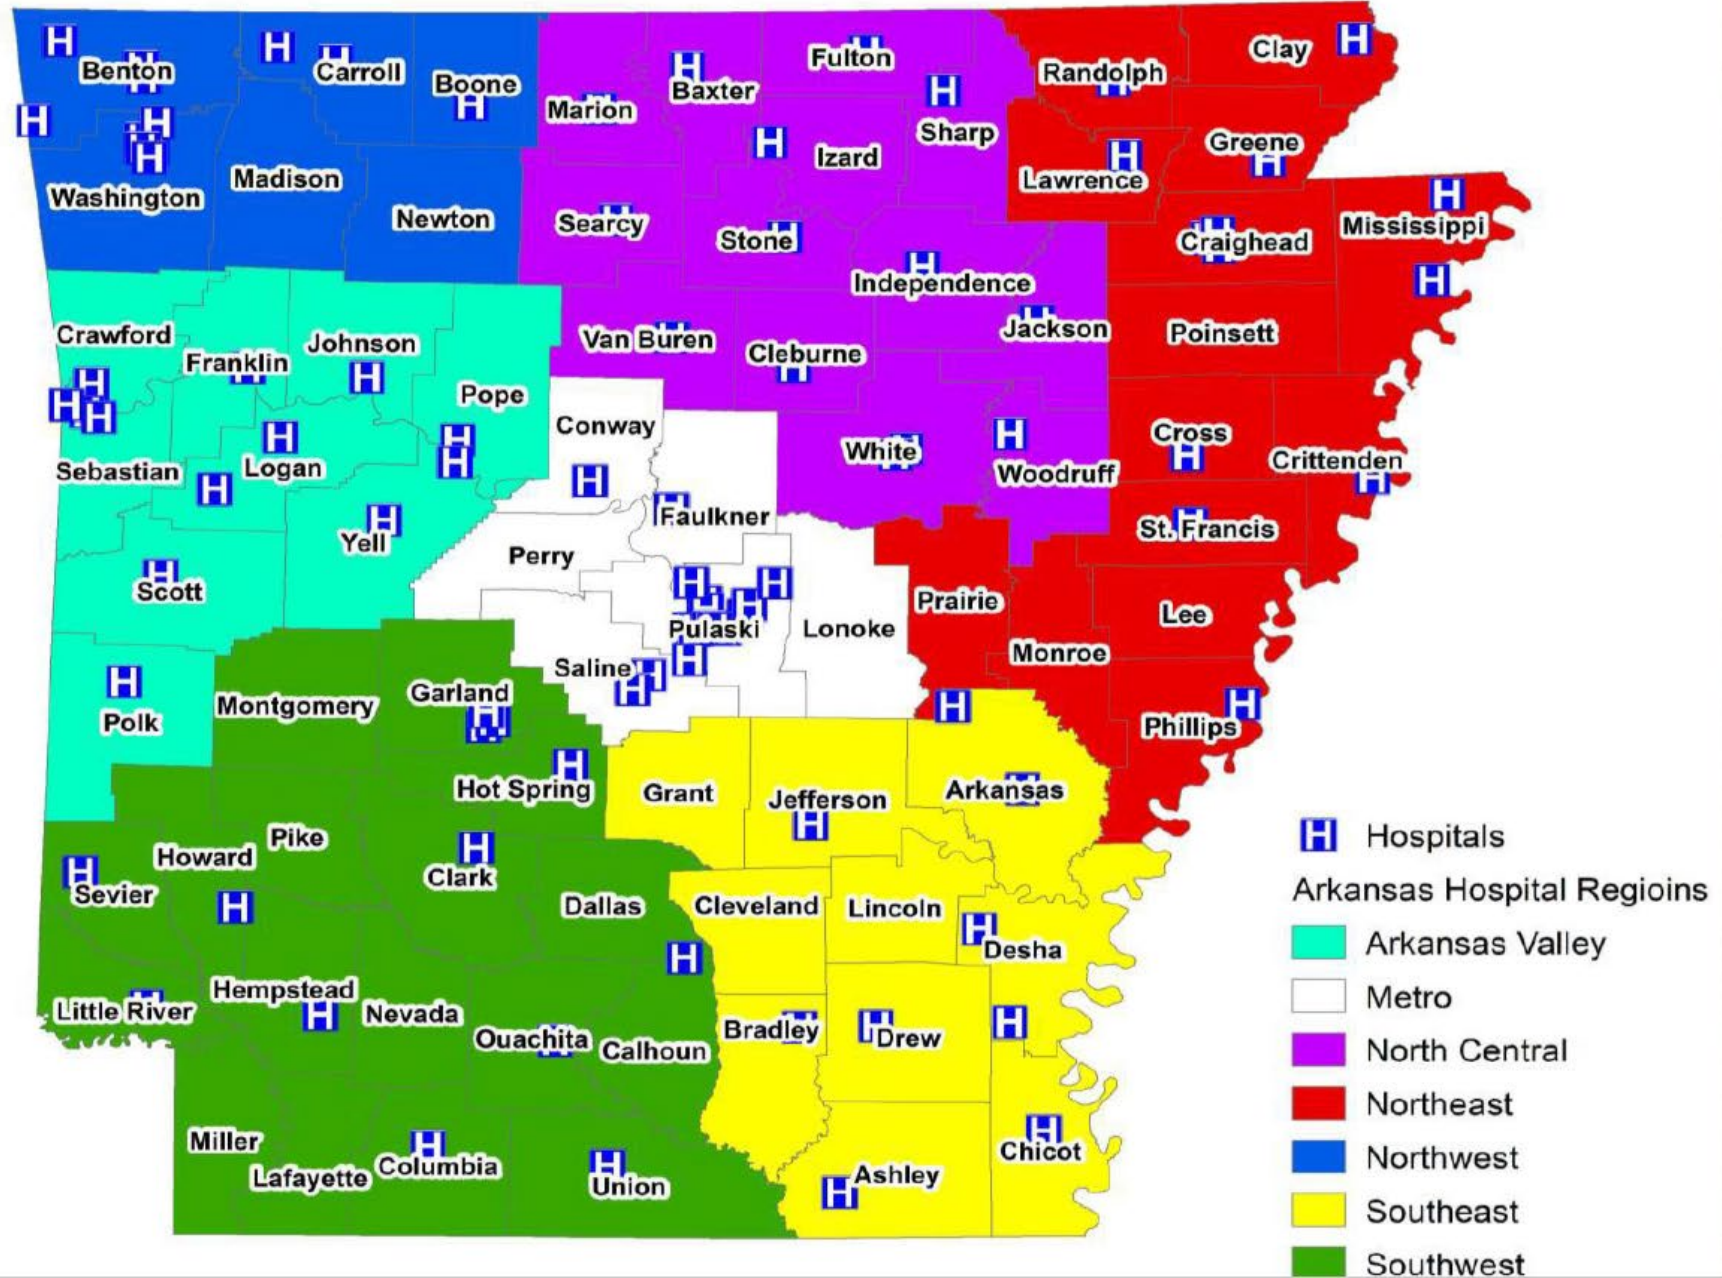 Benton
Carroll
Boone
Marion
Baxter
Fulton
Randolph
Clay
Sharp
Izard
Greene
Lawrence
Washington
Madison
Newton
Searcy
Stone
Independence
Craighead
Mississippi
Crawford
Franklin
Johnson
Pope
Van Buren
Cleburne
Jackson
Poinsett
Conway
White
Woodruff
Cross
Crittenden
Sebastian
Logan
Yell
Faulkner
St. Francis
Scott
Perry
Pulaski
Lonoke
Prairie
Lee
Monroe
Saline
Polk
Montgomery
Garland
Phillips
Hot Spring
Grant
Jefferson
Arkansas
Sevier
Howard
Pike
Clark
Dallas
Cleveland
Lincoln
Desha
Little River
Hempstead
Nevada
Ouachita
Calhoun
Bradley
Drew
Miller
Lafayette
Columbia
Union
Ashley
Chicot
H Hospitals
Arkansas Hospital Regioins
Arkansas Valley
Metro
North Central
Northeast
Northwest
Southeast
Southwest